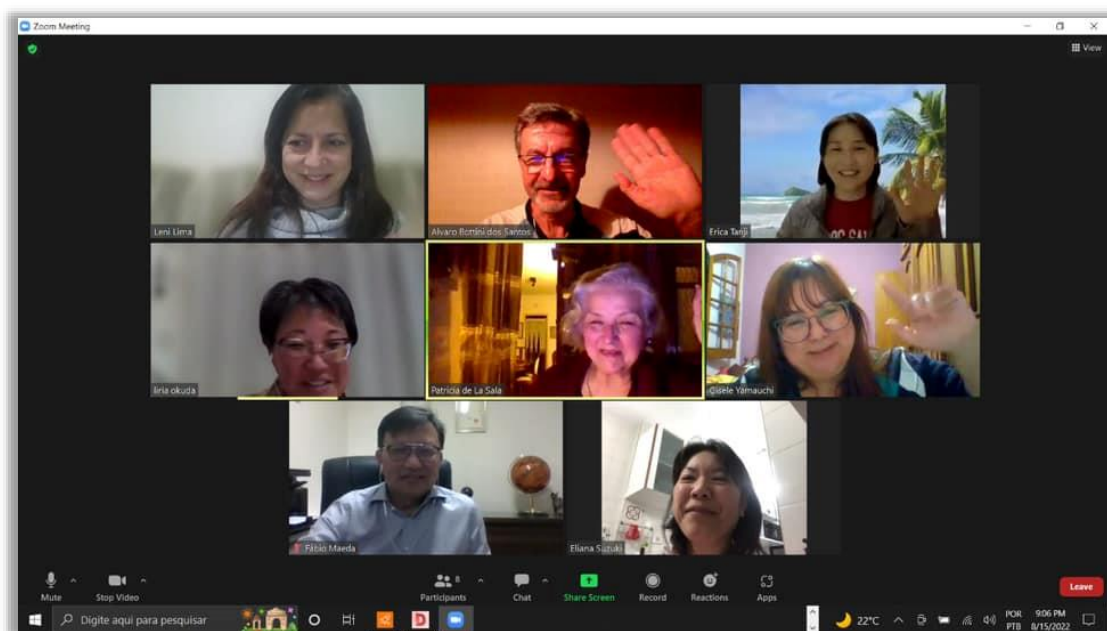 Zoom Meeting
View
Leni Lima
Alvaro Bottini dos Santos
Erica Tanji
liria okuda
Patricia de La Sala
Gisele Yamauchi
Fábio Maeda
Eliana Suzuki
Mute
Stop Video
Participants
8
Chat
Share Screen
Record
Reactions
Apps
Leave
Digite aqui para pesquisar
D
22°C
POR
PTB
9:06 PM
8/15/2022